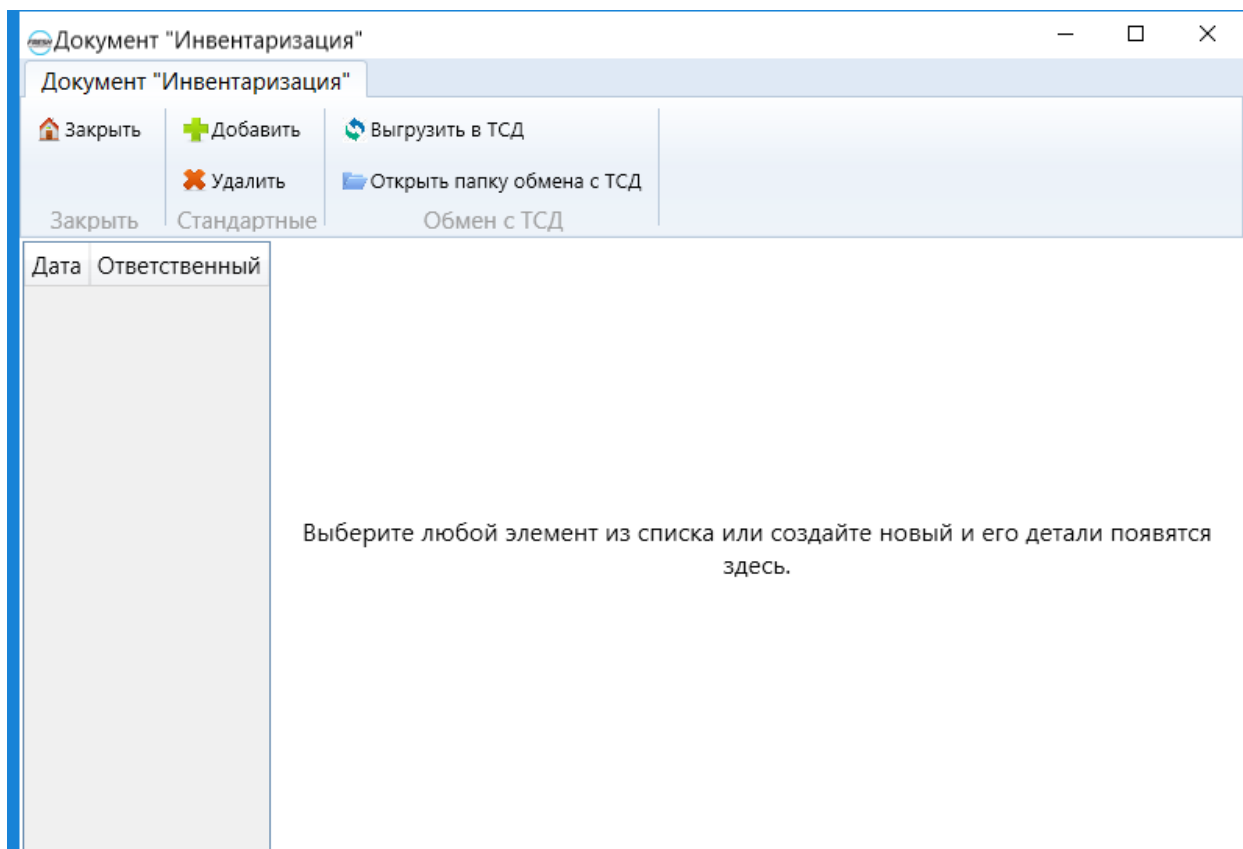 FRESH Документ "Инвентаризация"
Документ "Инвентаризация"
Закрыть Добавить Выгрузить в ТСД
Удалить Открыть папку обмена с ТСД
Закрыть Стандартные Обмен с ТСД
Дата Ответственный
Выберите любой элемент из списка или создайте новый и его детали появятся
здесь.